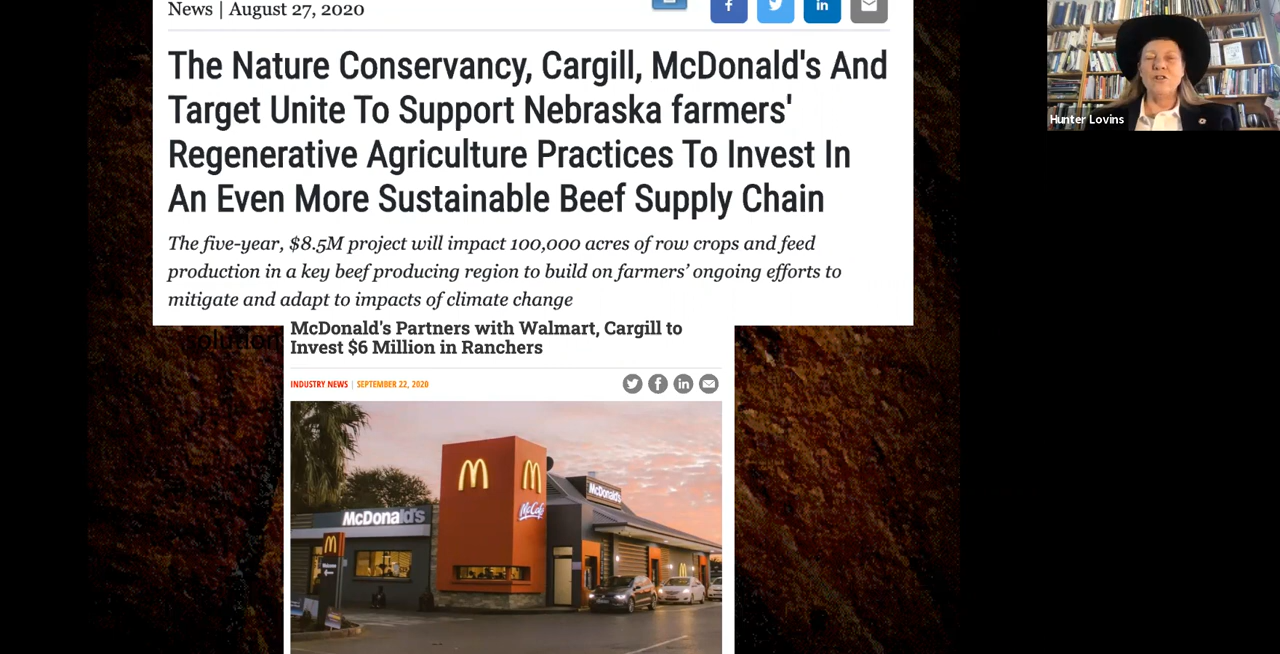 News | August 27, 2020
The Nature Conservancy, Cargill, McDonald's And
Target Unite To Support Nebraska farmers'
Regenerative Agriculture Practices To Invest In
An Even More Sustainable Beef Supply Chain
The five-year, $8.5M project will impact 100,000 acres of row crops and feed
production in a key beef producing region to build on farmers' ongoing efforts to
mitigate and adapt to impacts of climate change
Hunter Lovins
solution
McDonald's Partners with Walmart, Cargill to
Invest $6 Million in Ranchers
INDUSTRY NEWS | SEPTEMBER 22, 2020
McDonald's
McDonald's
McCafé
Welcome